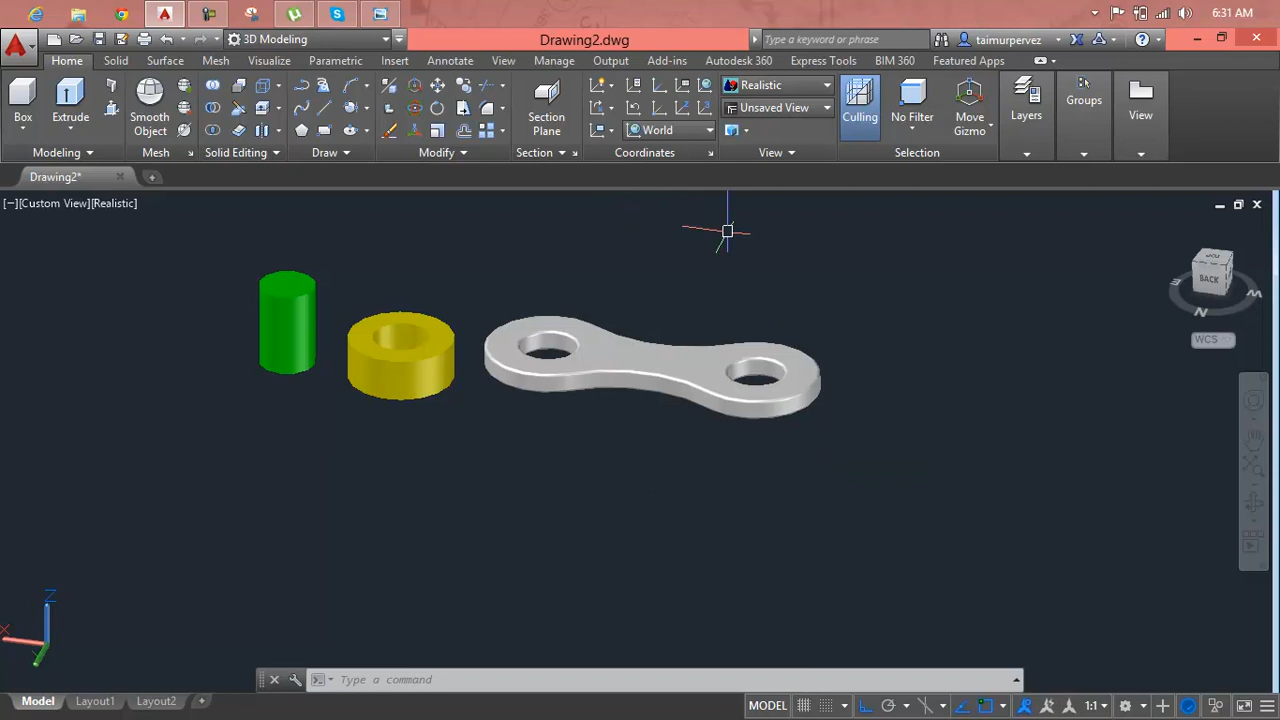 6:31 AM
3D Modeling
Drawing2.dwg
Type a keyword or phrase
taimurpervez
Home Solid Surface Mesh Visualize Parametric Insert Annotate View Manage Output Add-ins Autodesk 360 Express Tools BIM 360 Featured Apps
Box
Extrude
Smooth
Object
Section
Plane
World
Realistic
Unsaved View
Culling
No Filter
Move
Gizmo
Layers
Groups
View
Modeling Mesh Solid Editing Draw Modify Section Coordinates View Selection
Drawing2*
[−][Custom View][Realistic]
BACK
N
W
WCS
Z
X
Y
Type a command
Model Layout1 Layout2
MODEL
1:1